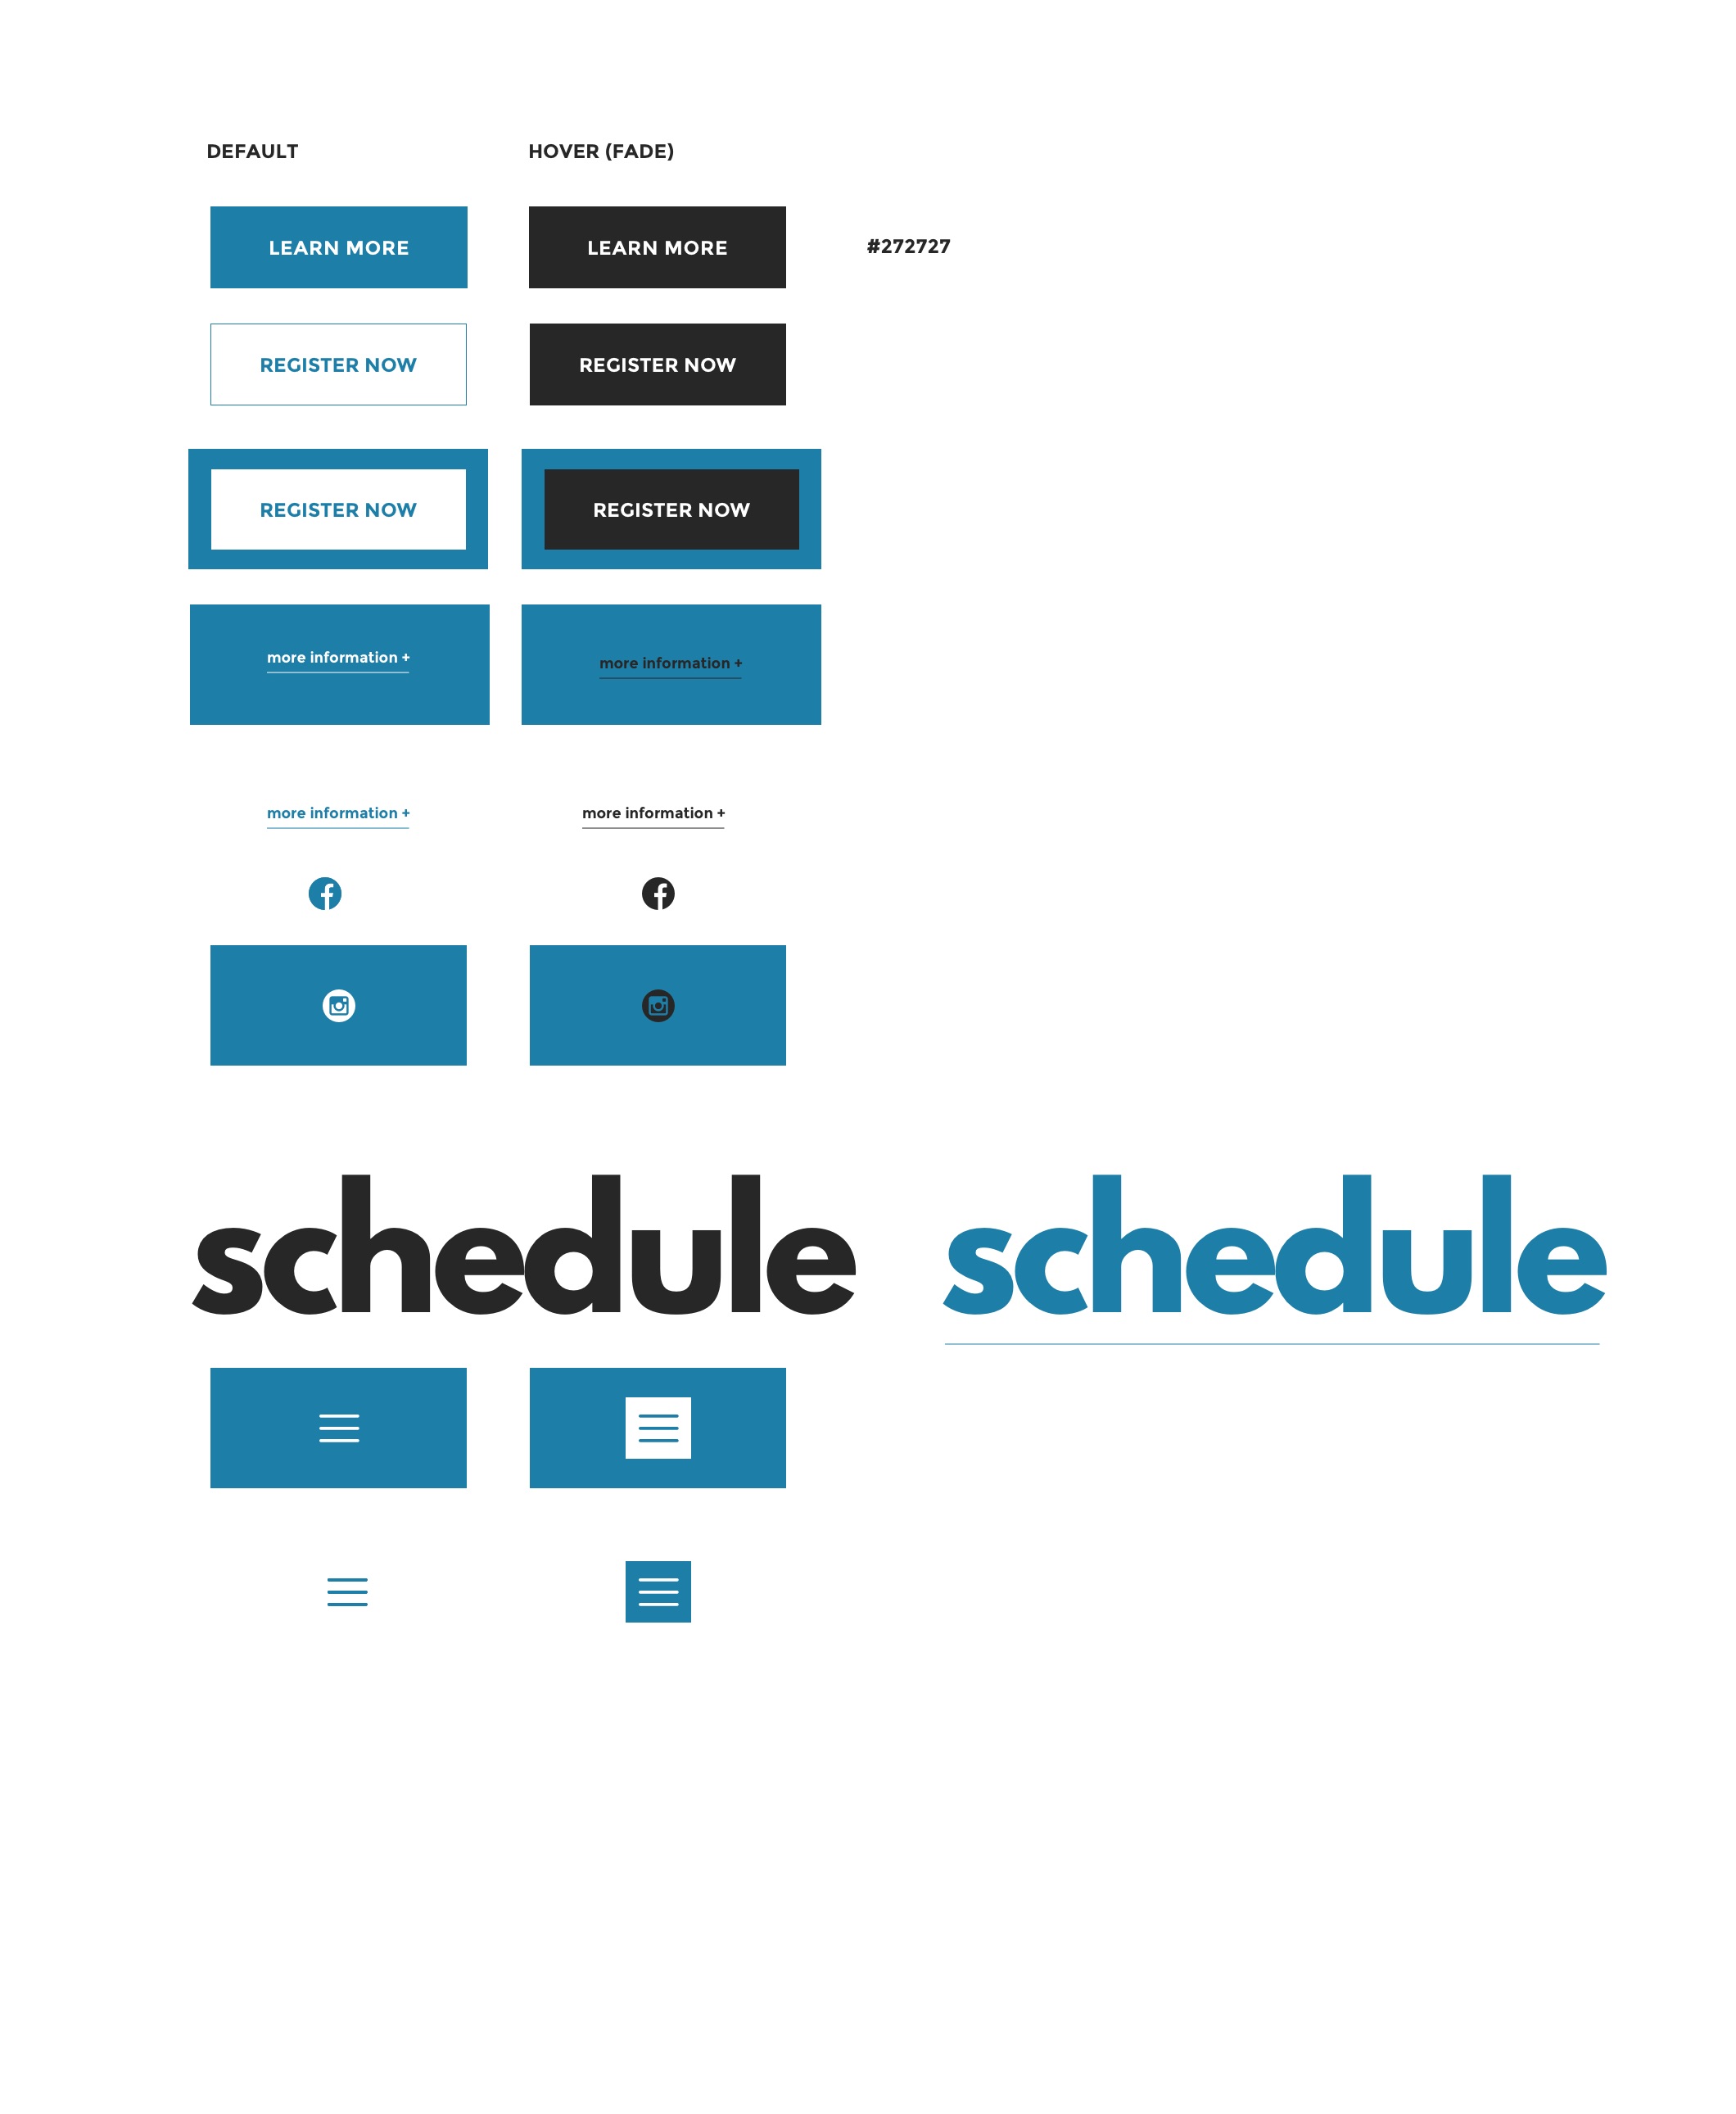 DEFAULT HOVER (FADE)
LEARN MORE LEARN MORE #272727
REGISTER NOW REGISTER NOW
REGISTER NOW REGISTER NOW
more information + more information +
more information + more information +
schedule schedule